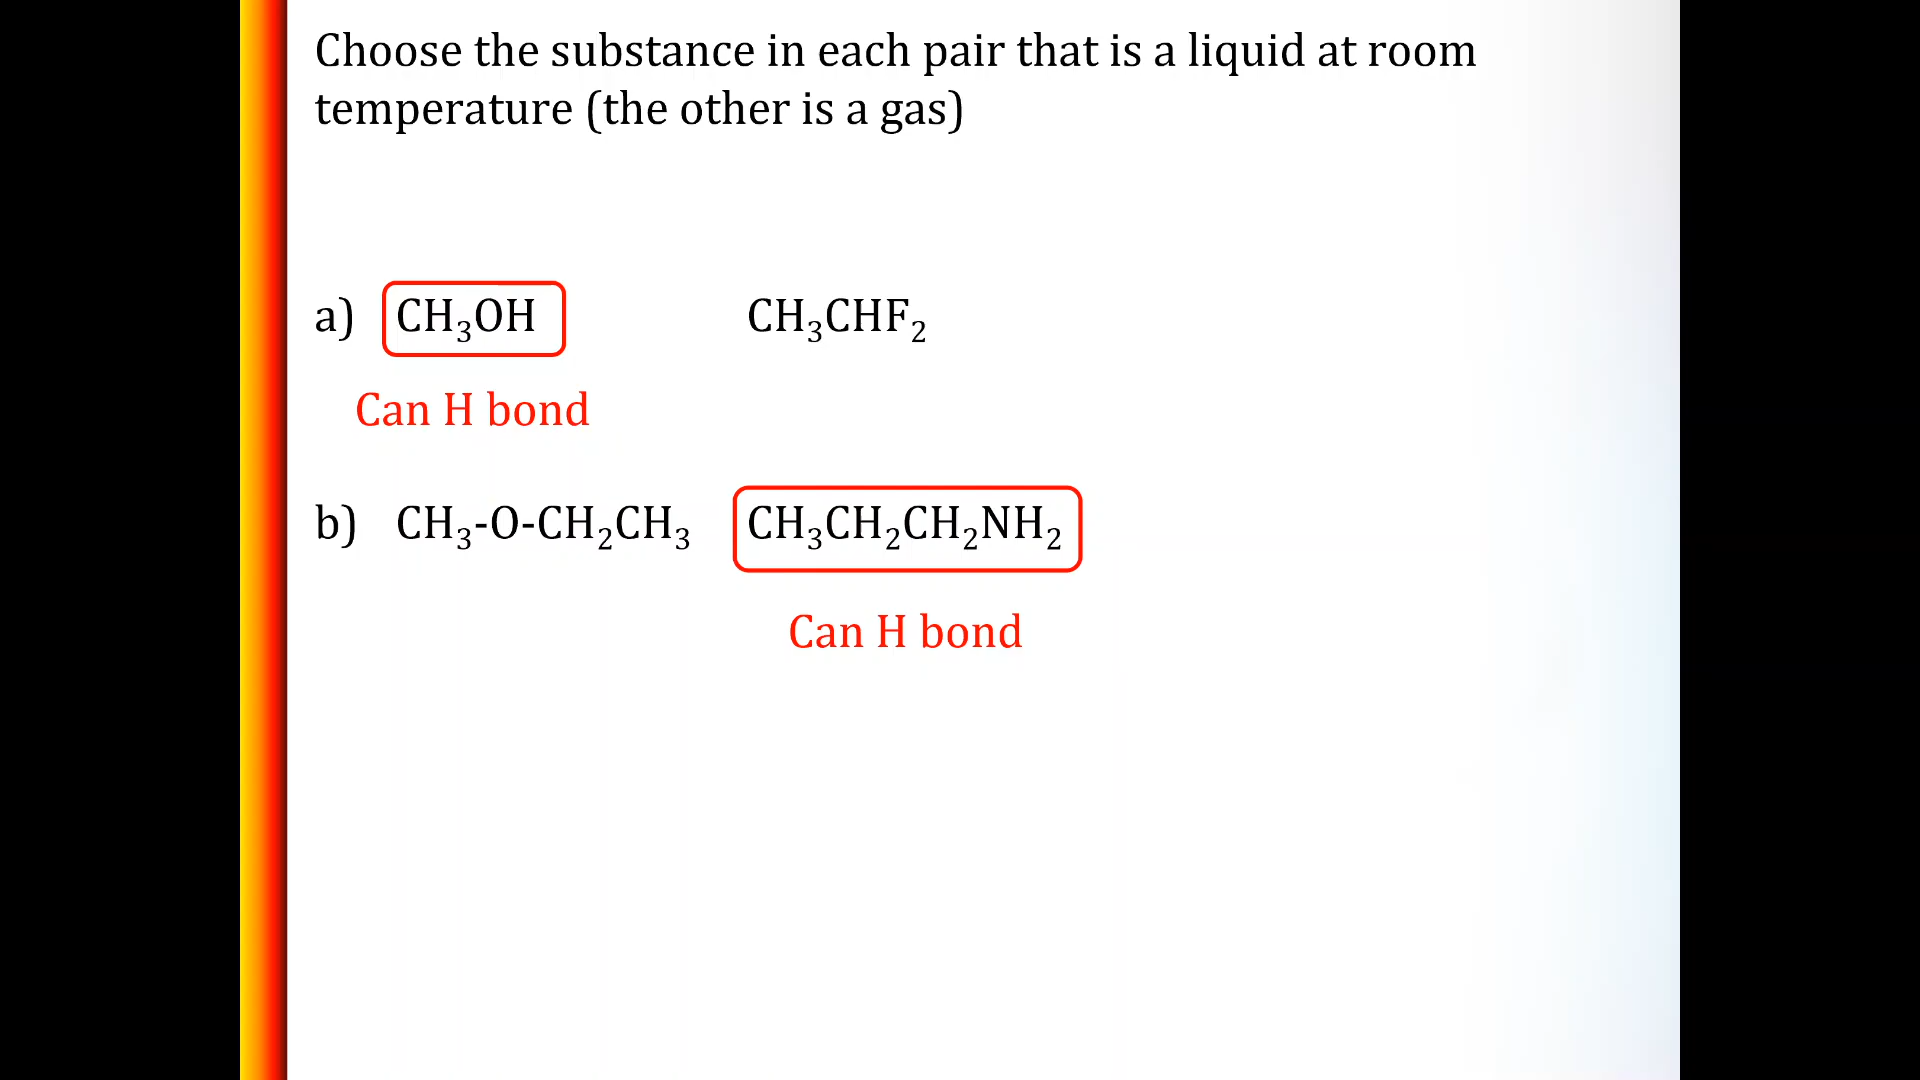 Choose the substance in each pair that is a liquid at room
temperature (the other is a gas)
a) CH₃OH CH₃CHF₂
Can H bond
b) CH₃-O-CH₂CH₃ CH₃CH₂CH₂NH₂
Can H bond